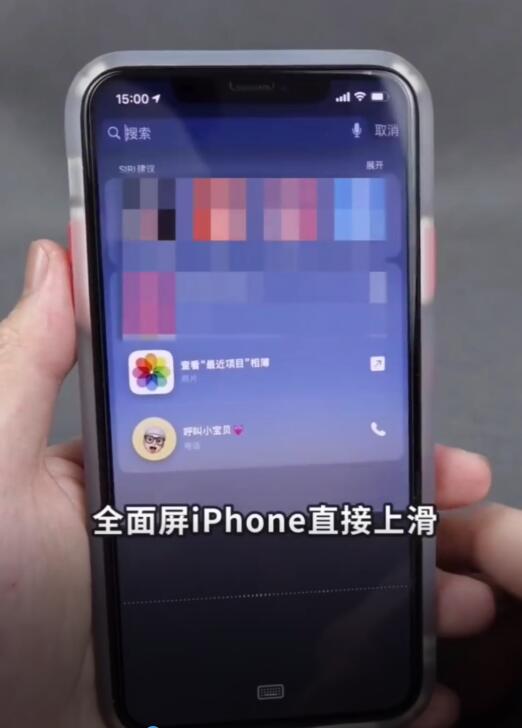 15:00
搜索
取消
SIRI建议
展开
查看“最近项目”相簿
照片
呼叫小宝贝💓
电话
全面屏iPhone直接上滑